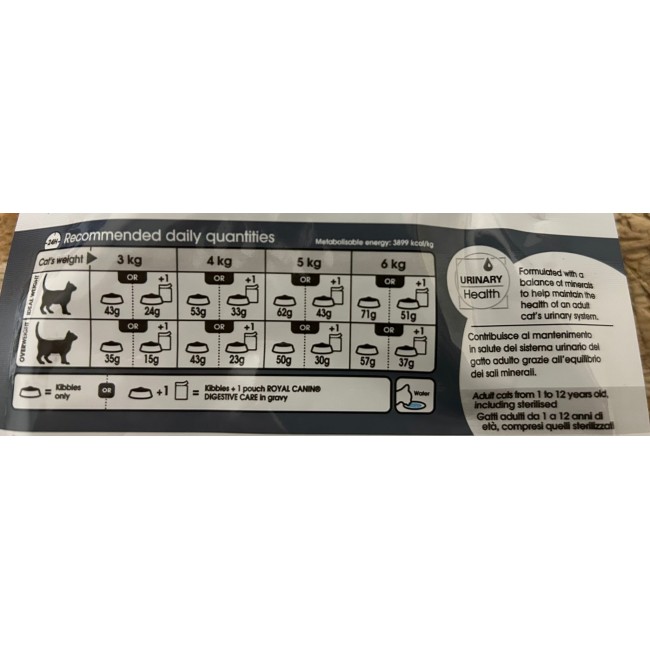 24H Recommended daily quantities
Metabolisable energy: 3899 kcal/kg
Cat's weight 3 kg 4 kg 5 kg 6 kg
IDEAL WEIGHT
OR +1 OR +1 OR +1 OR +1
43g 24g 53g 33g 62g 43g 71g 51g
OVERWEIGHT
OR +1 OR +1 OR +1 OR +1
35g 15g 43g 23g 50g 30g 57g 37g
= Kibbles only
OR
+1 = Kibbles + 1 pouch ROYAL CANIN®
DIGESTIVE CARE in gravy
Water
URINARY
Health
Formulated with a
balance of minerals
to help maintain the
health of an adult
cat's urinary system.
Contribuisce al mantenimento
in salute del sistema urinario del
gatto adulto grazie all'equilibrio
dei sali minerali.
Adult cats from 1 to 12 years old,
including sterilised
Gatti adulti da 1 a 12 anni di
età, compresi quelli sterilizzati